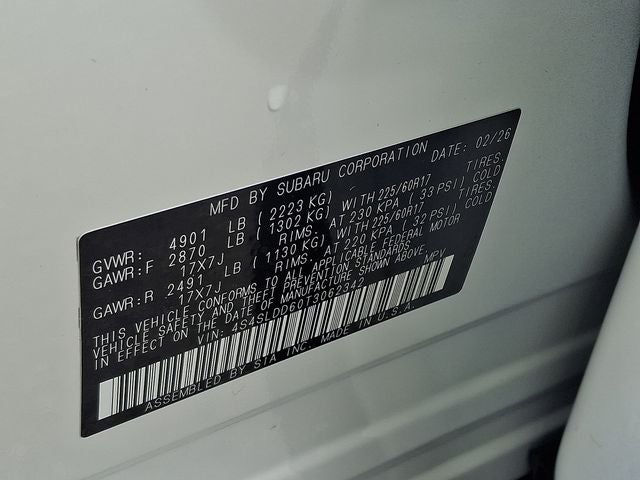 MFD BY SUBARU CORPORATION DATE: 02/26
GVWR: 4901 LB ( 2223 KG)
GAWR:F 2870 LB ( 1302 KG) WITH 225/60R17 TIRES.
17X7J RIMS. AT 230 KPA ( 33 PSI) COLD
GAWR:R 2491 LB ( 1130 KG) WITH 225/60R17 TIRES.
17X7J RIMS. AT 220 KPA ( 32 PSI) COLD
THIS VEHICLE CONFORMS TO ALL APPLICABLE FEDERAL MOTOR
VEHICLE SAFETY AND THEFT PREVENTION STANDARDS
IN EFFECT ON THE DATE OF MANUFACTURE SHOWN ABOVE.
VIN: 4S4SLDD60T3062342 MPV
ASSEMBLED BY SIA INC. MADE IN U.S.A.